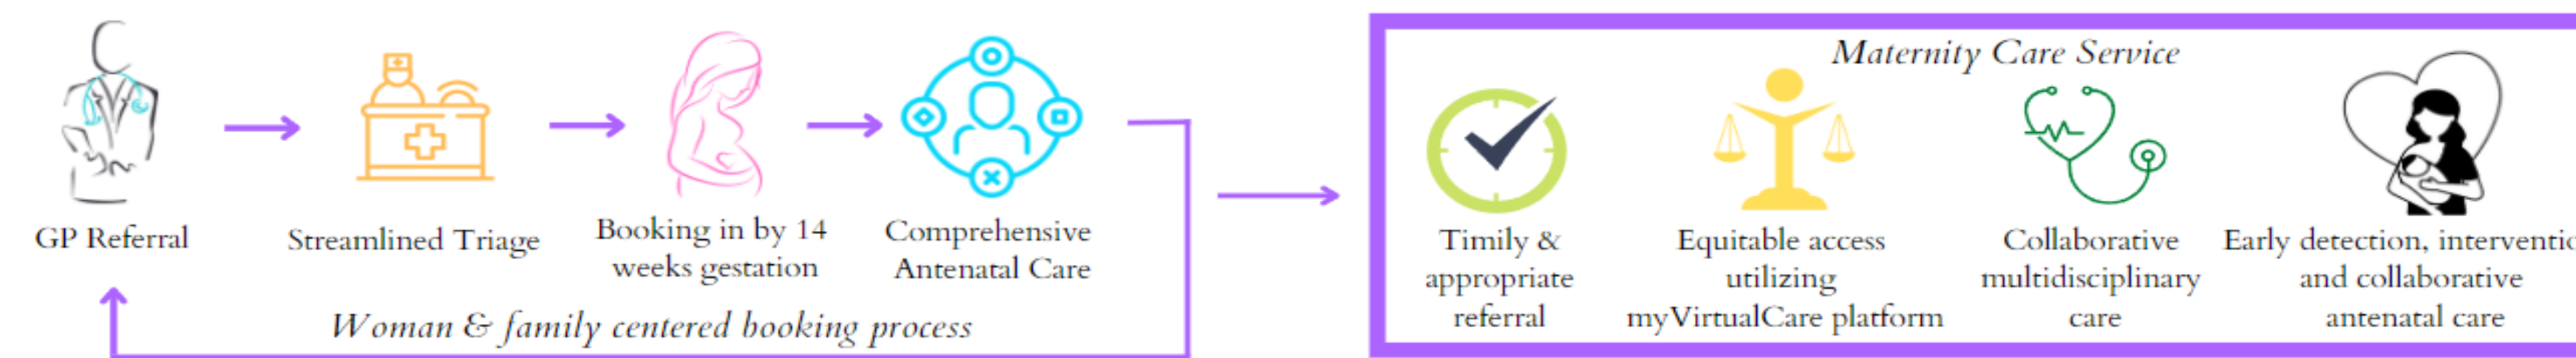 GP Referral
Streamlined Triage
Booking in by 14
weeks gestation
Comprehensive
Antenatal Care
Woman & family centered booking process
Maternity Care Service
Timily &
appropriate
referral
Equitable access
utilizing
myVirtualCare platform
Collaborative
multidisciplinary
care
Early detection,
and collaborative
antenatal care